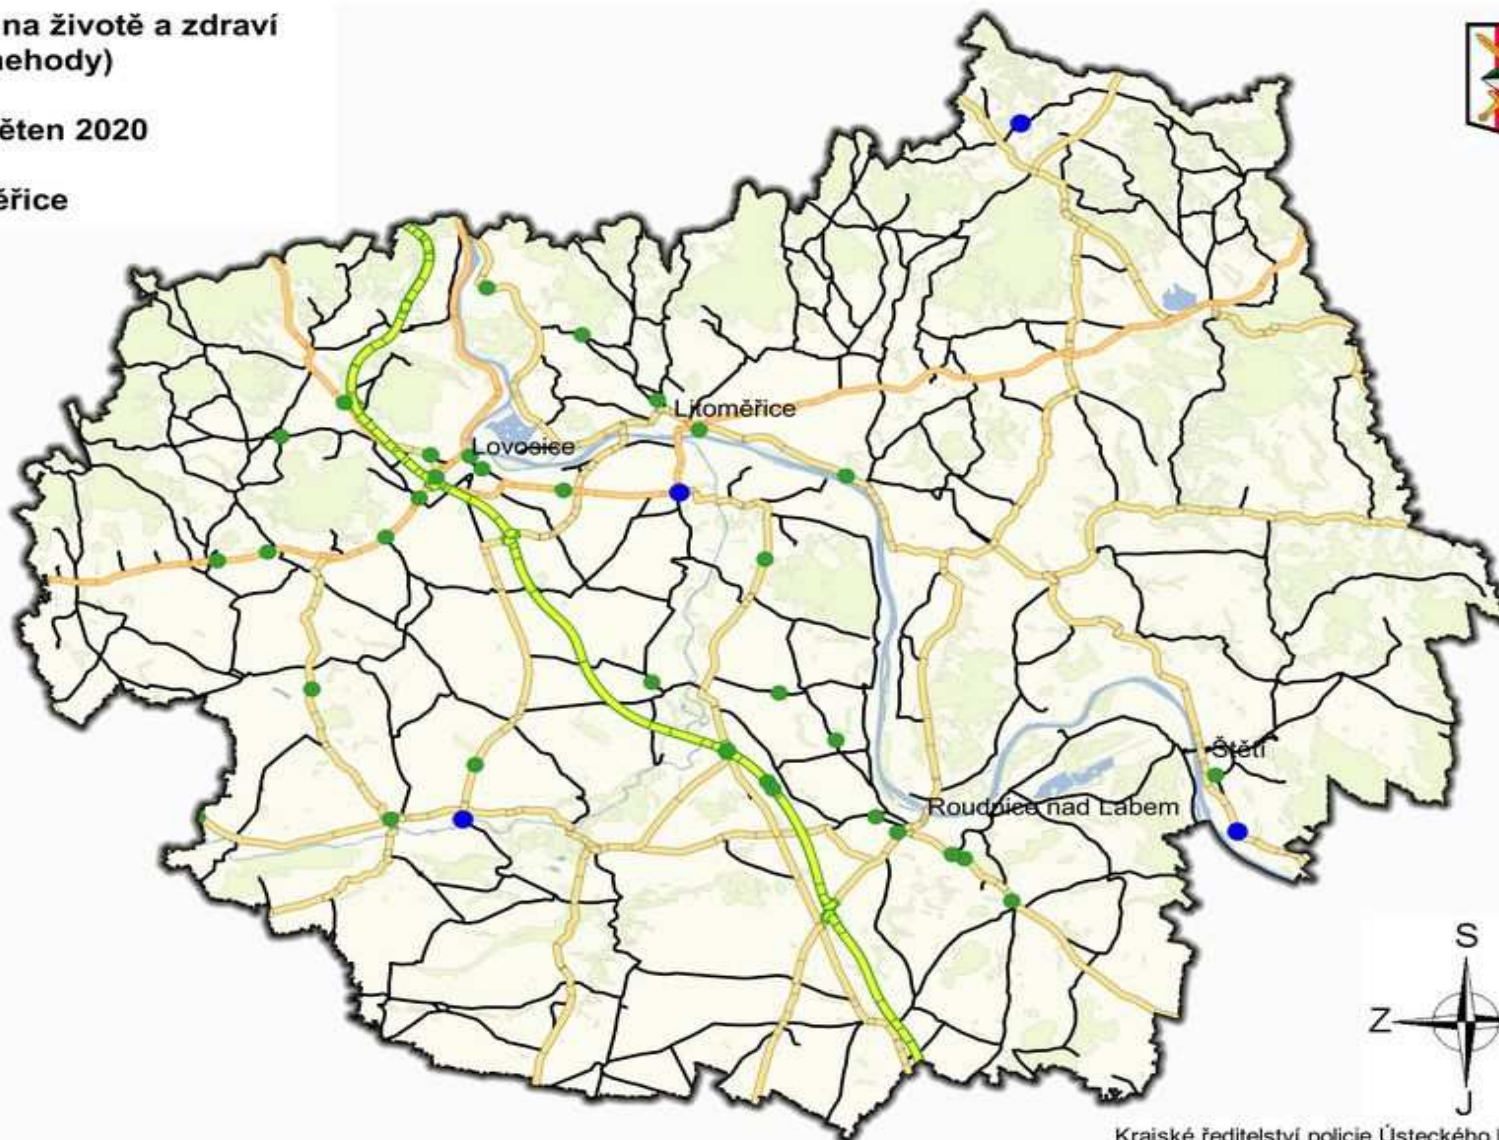 na životě a zdraví
nehody)
ěten 2020
ěřice
Litoměřice
Lovosice
Štětí
Roudnice nad Labem
S
Z
J
Krajské ředitelství policie Ústeckého